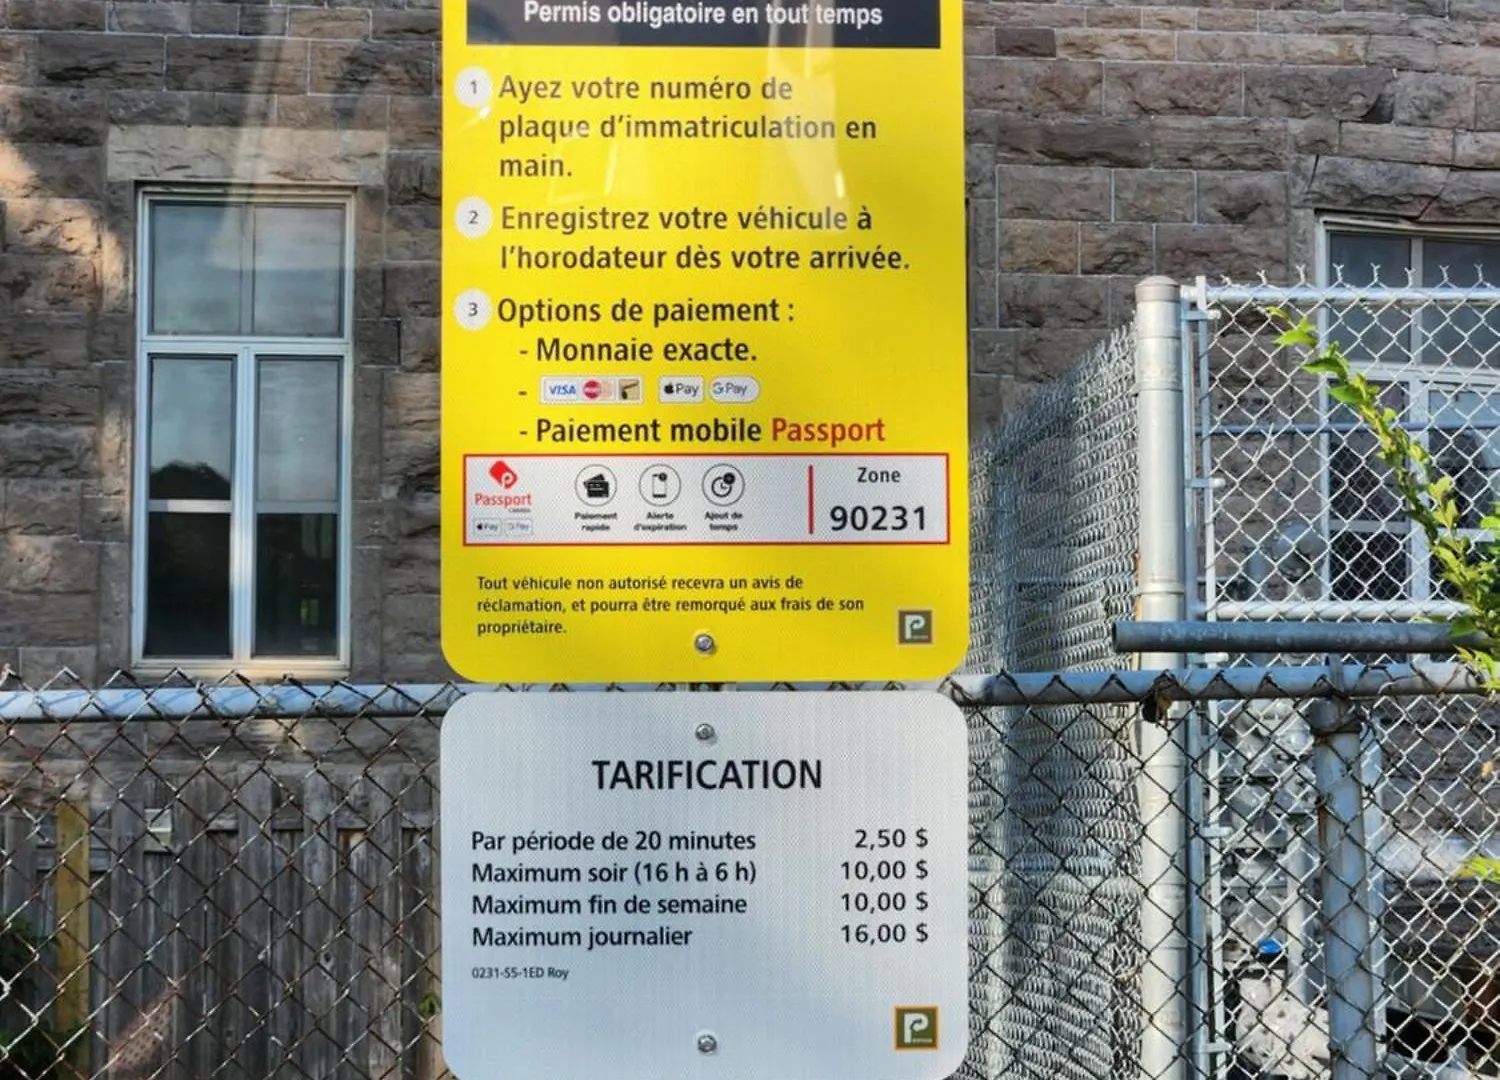 Permis obligatoire en tout temps
1 Ayez votre numéro de
plaque d'immatriculation en
main.
2 Enregistrez votre véhicule à
l'horodateur dès votre arrivée.
3 Options de paiement :
- Monnaie exacte.
- VISA Pay G Pay
- Paiement mobile Passport
Passport
CANADA
Pay G Pay
Paiement
rapide
Alerte
d'expiration
Ajout de
temps
Zone
90231
Tout véhicule non autorisé recevra un avis de
réclamation, et pourra être remorqué aux frais de son
propriétaire.
P
TARIFICATION
Par période de 20 minutes 2,50 $
Maximum soir (16 h à 6 h) 10,00 $
Maximum fin de semaine 10,00 $
Maximum journalier 16,00 $
0231-S5-1ED Roy
P